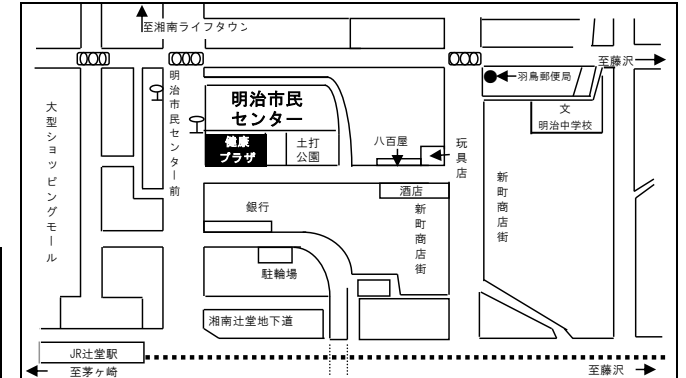 至湘南ライフタウン
至藤沢
羽鳥郵便局
文
明治中学校
明治市民センター前
明治市民
センター
健康
プラザ
土打
公園
八百屋
玩具店
大型ショッピングモール
酒店
新町商店街
新町商店街
銀行
駐輪場
湘南辻堂地下道
JR辻堂駅
至茅ヶ崎
至藤沢